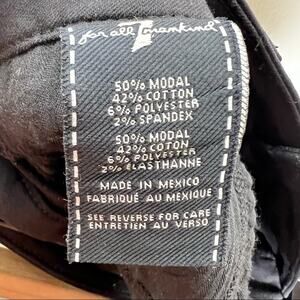 for all 7 mankind
50% MODAL
42% COTTON
6% POLYESTER
2% SPANDEX
50% MODAL
42% COTON
6% POLYESTER
2% ELASTHANNE
MADE IN MEXICO
FABRIQUÉ AU MEXIQUE
SEE REVERSE FOR CARE
ENTRETIEN AU VERSO